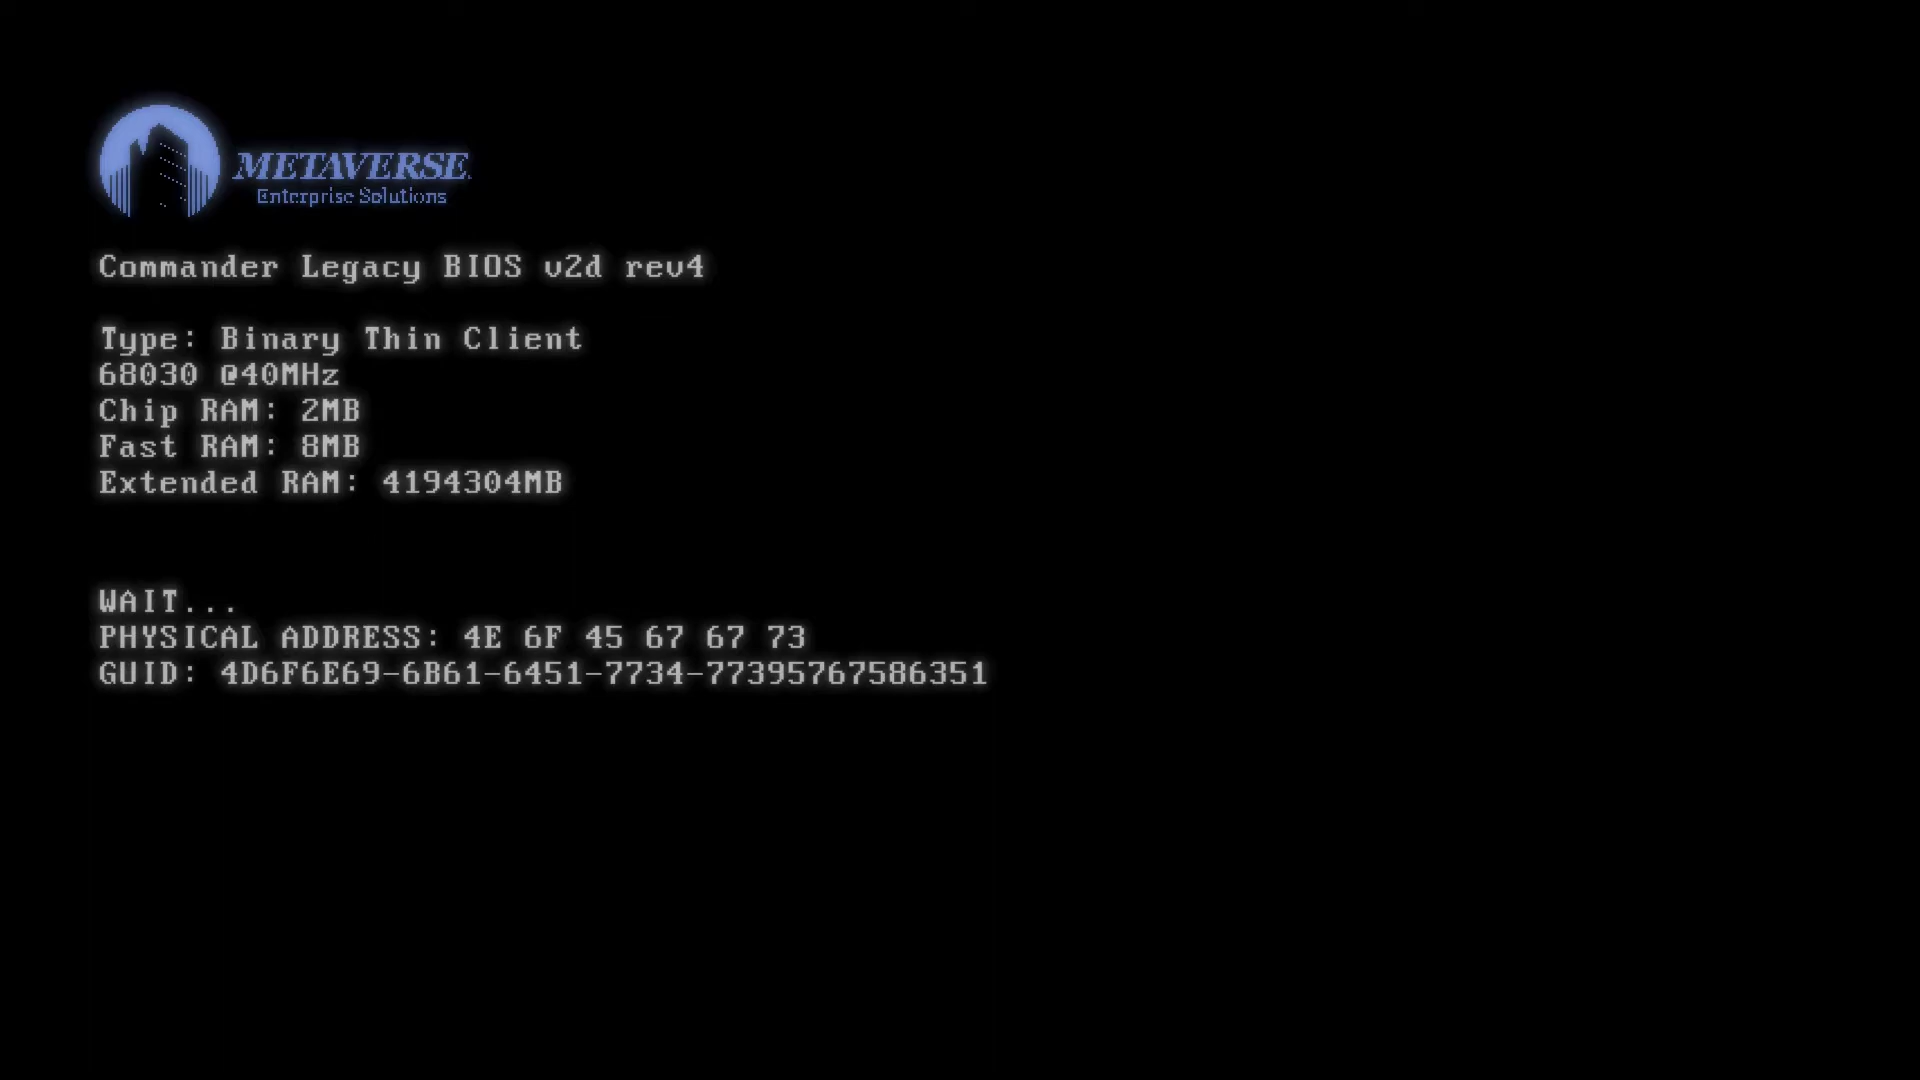 METAVERSE
Enterprise Solutions
Commander Legacy BIOS v2d rev4
Type: Binary Thin Client
68030 @40MHz
Chip RAM: 2MB
Fast RAM: 8MB
Extended RAM: 4194304MB
WAIT...
PHYSICAL ADDRESS: 4E 6F 45 67 67 73
GUID: 4D6F6E69-6B61-6451-7734-77395767586351